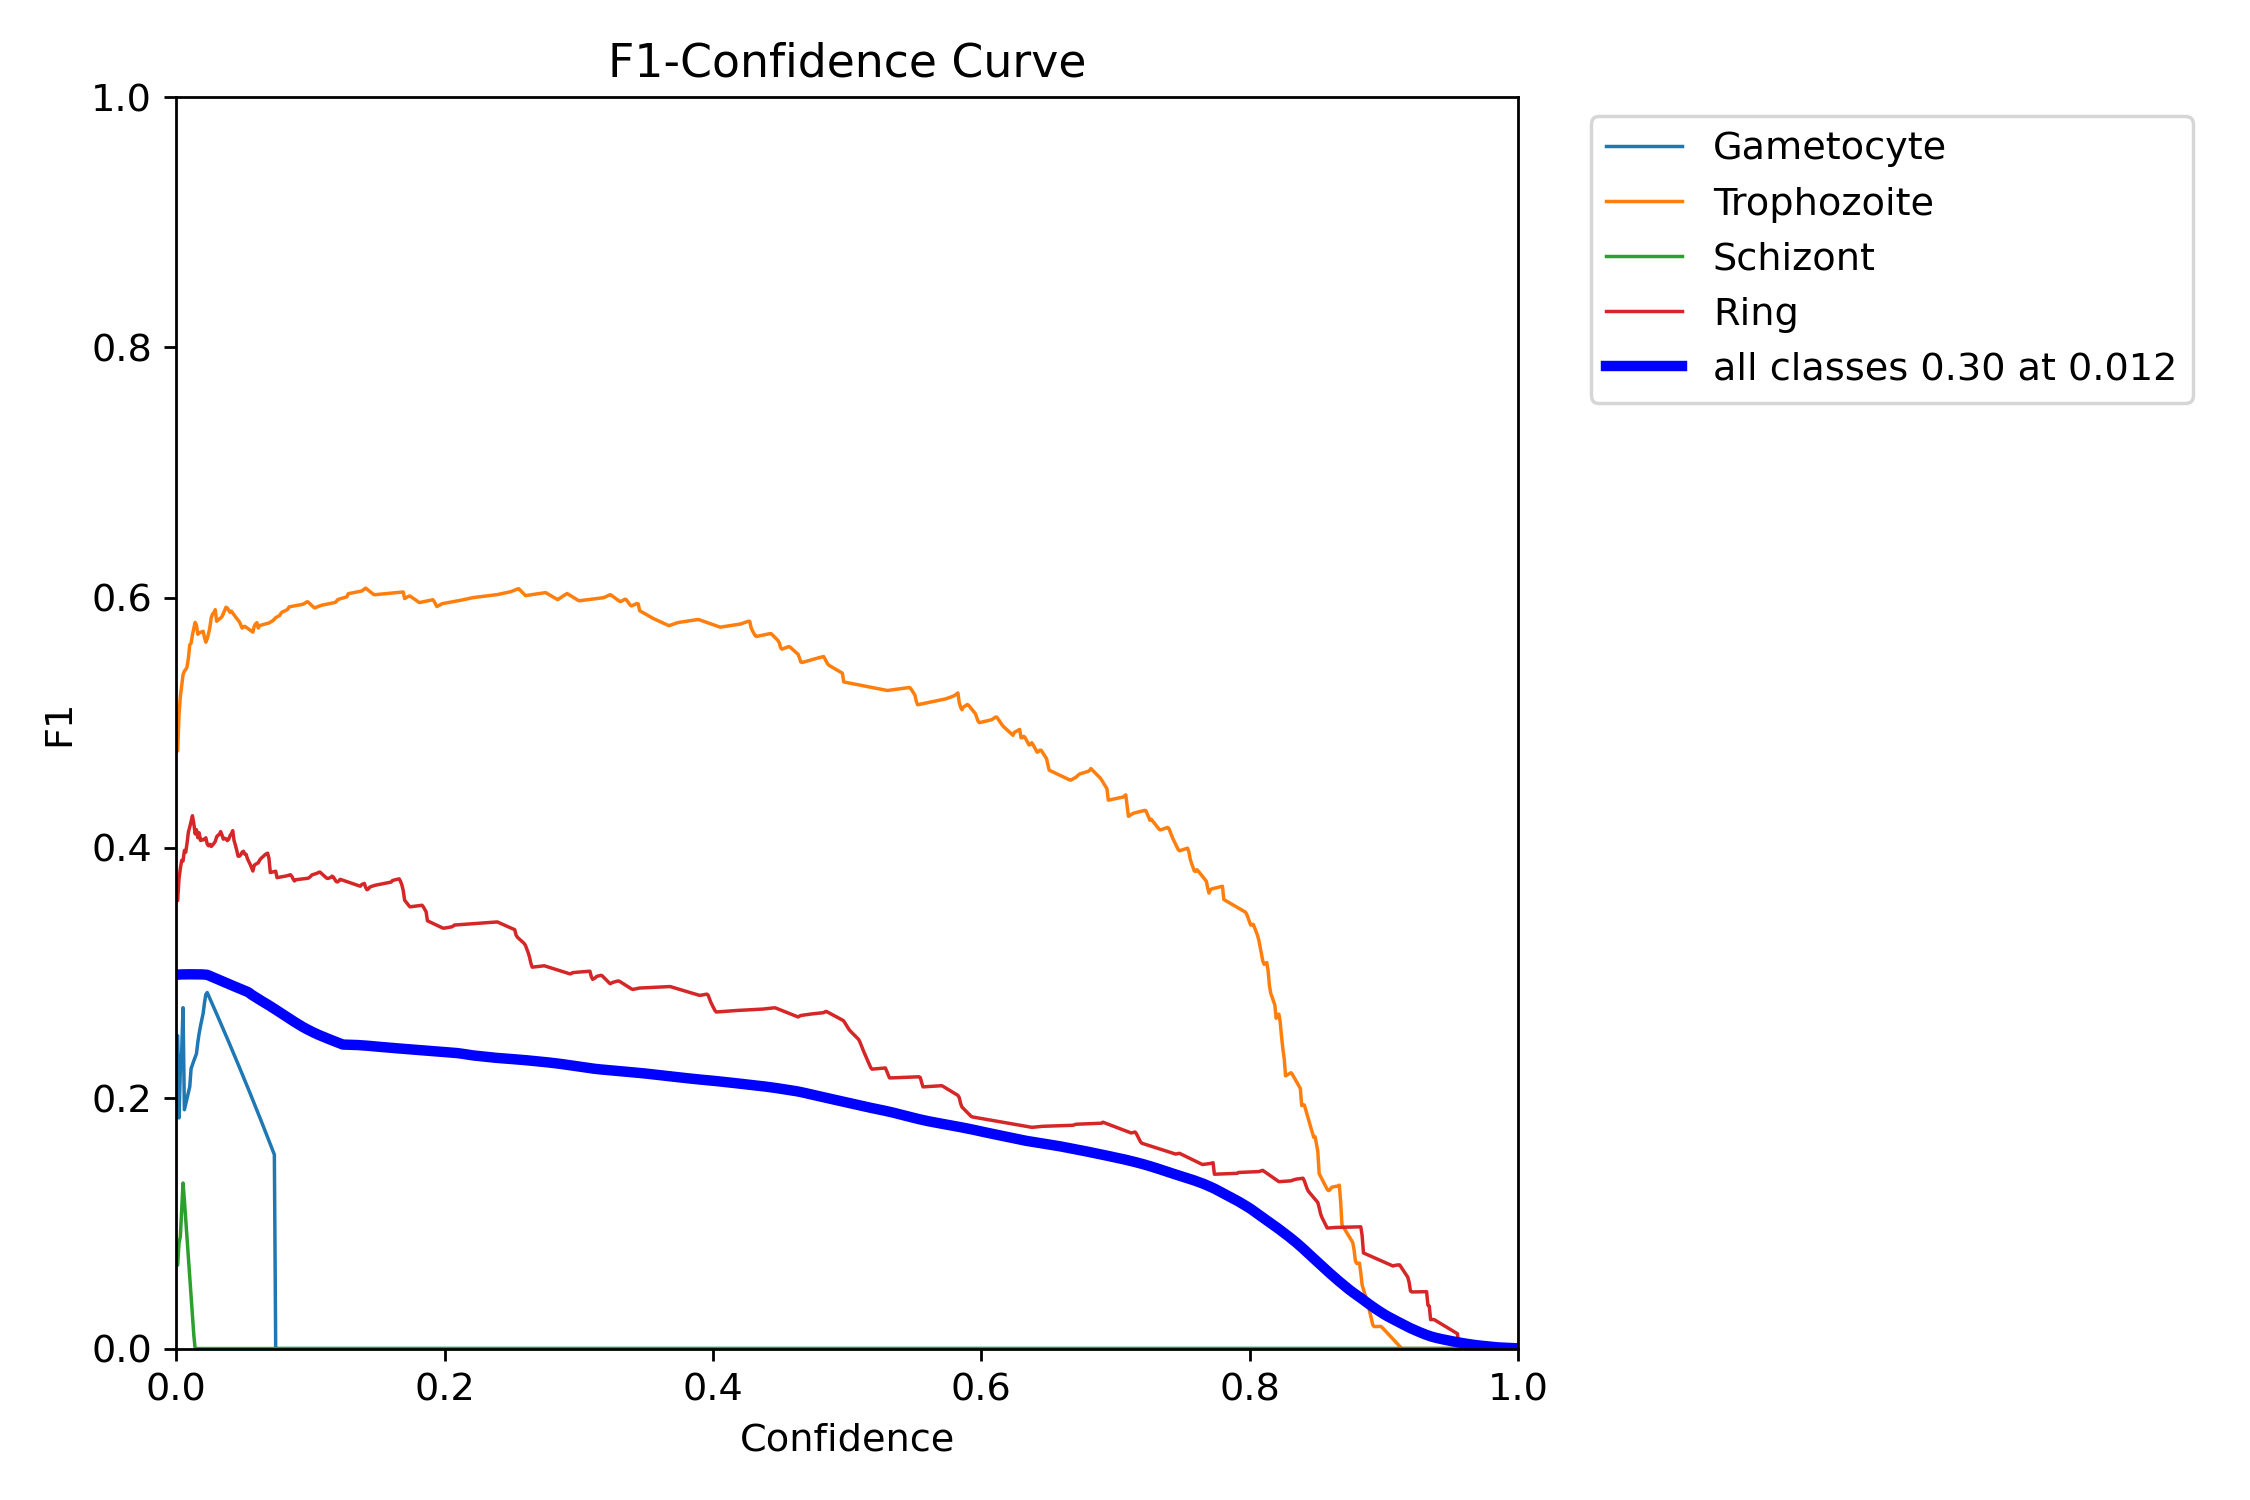 F1-Confidence Curve
1.0
0.8
0.6
0.4
0.2
0.0
F1
0.0 0.2 0.4 0.6 0.8 1.0
Confidence
Gametocyte
Trophozoite
Schizont
Ring
all classes 0.30 at 0.012